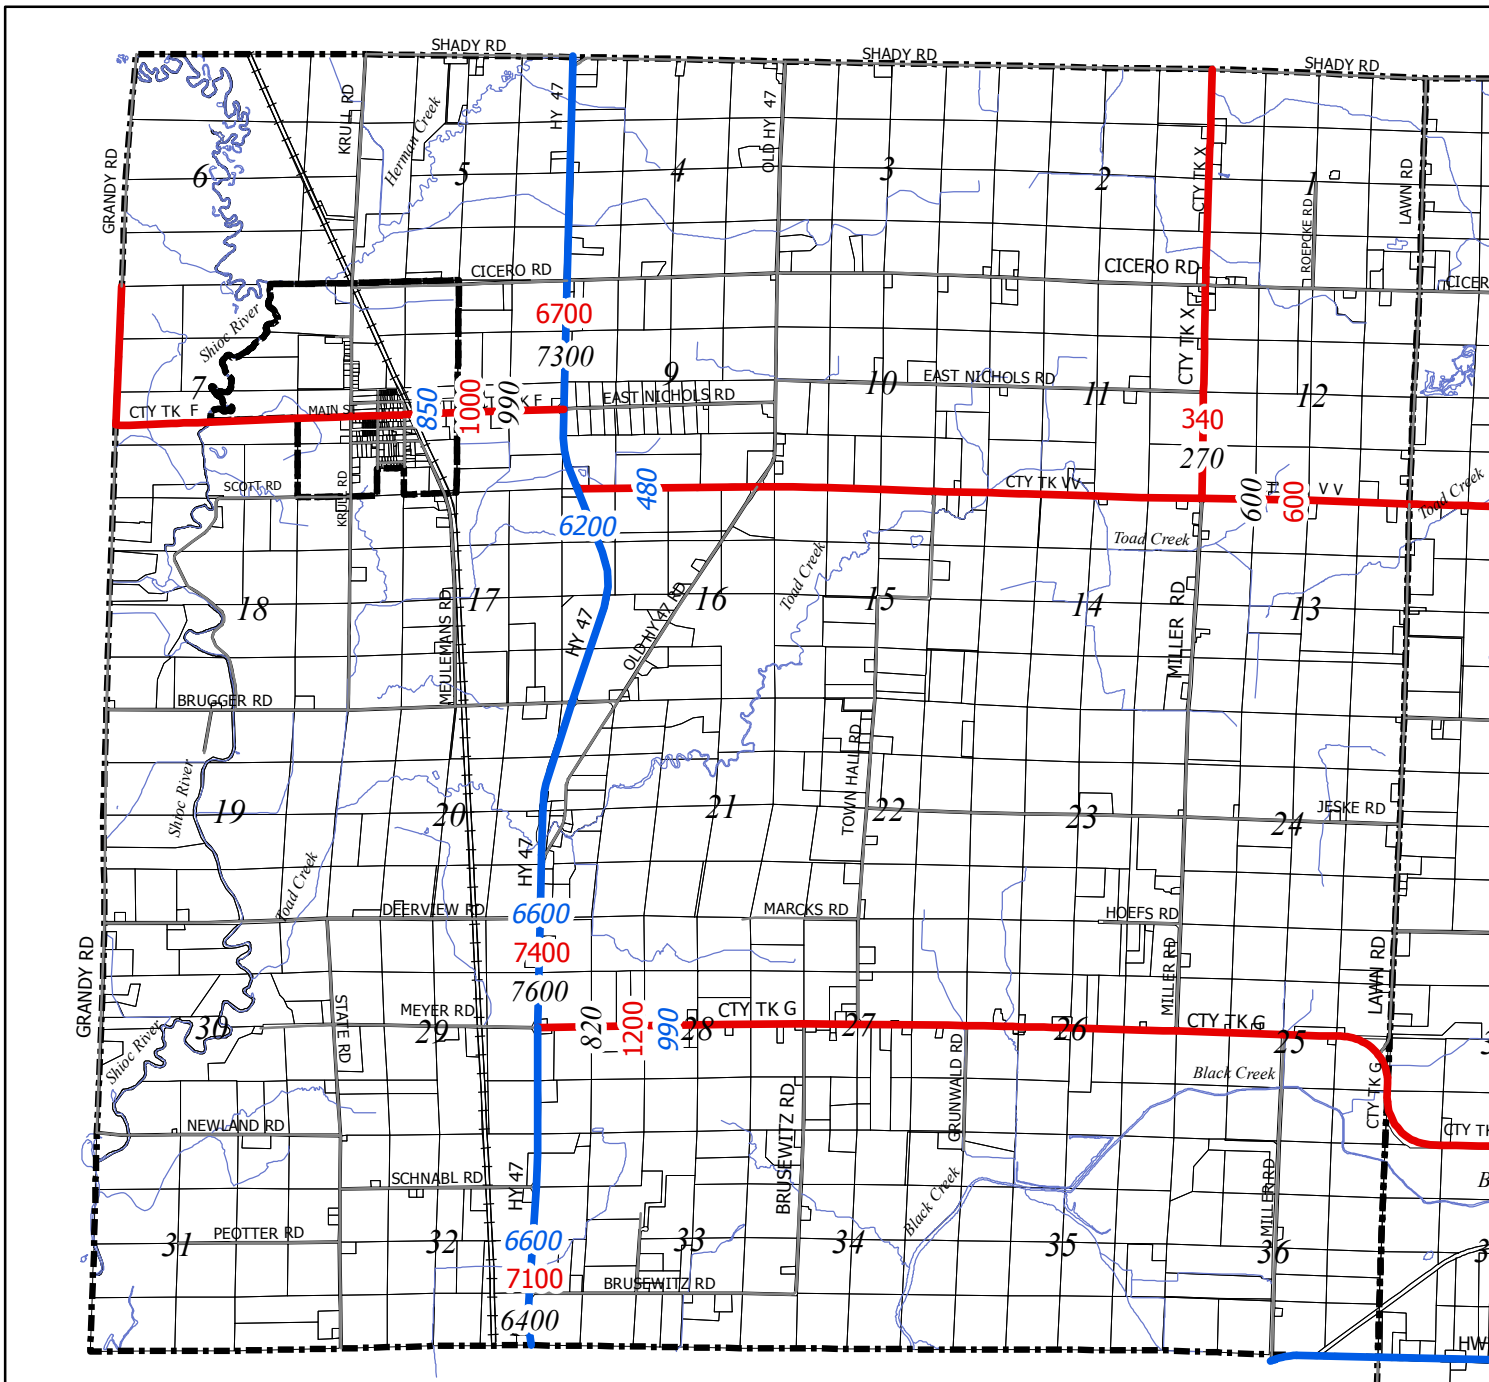 SHADY RD
SHADY RD
SHADY RD
GRANDY RD
KRULL RD
Herman Creek
HY 47
OLD HY 47
CTY TK X
ROEPCKE RD
LAWN RD
6
5
4
3
2
1
CICERO RD
CICERO RD
CICER
6700
7300
Shioc River
7
9
10
11
12
EAST NICHOLS RD
EAST NICHOLS RD
CTY TK X
CTY TK F
MAIN ST
850
1000
990
K F
340
270
SCOTT RD
KRULL RD
480
6200
CTY TK VV
600
600
V V
Toad Creek
Toad Creek
Toad Creek
18
17
16
15
14
13
MEULEMANS RD
HY 47
OLD HY 47 RD
MILLER RD
BRUGGER RD
TOWN HALL RD
Shioc River
19
20
21
22
23
24
JESKE RD
HY 47
Toad Creek
DEERVIEW RD
6600
7400
7600
MARCKS RD
HOEFS RD
MILLER RD
LAWN RD
GRANDY RD
STATE RD
MEYER RD
820
1200
990
CTY TK G
CTY TK G
30
29
28
27
26
25
3
Shioc River
Black Creek
CTY TK G
CTY TK
NEWLAND RD
BRUSEWITZ RD
GRUNWALD RD
SCHNABL RD
HY 47
Black Creek
MILLER RD
B
PEOTTER RD
31
32
33
34
35
36
3
6600
7100
6400
BRUSEWITZ RD
HW